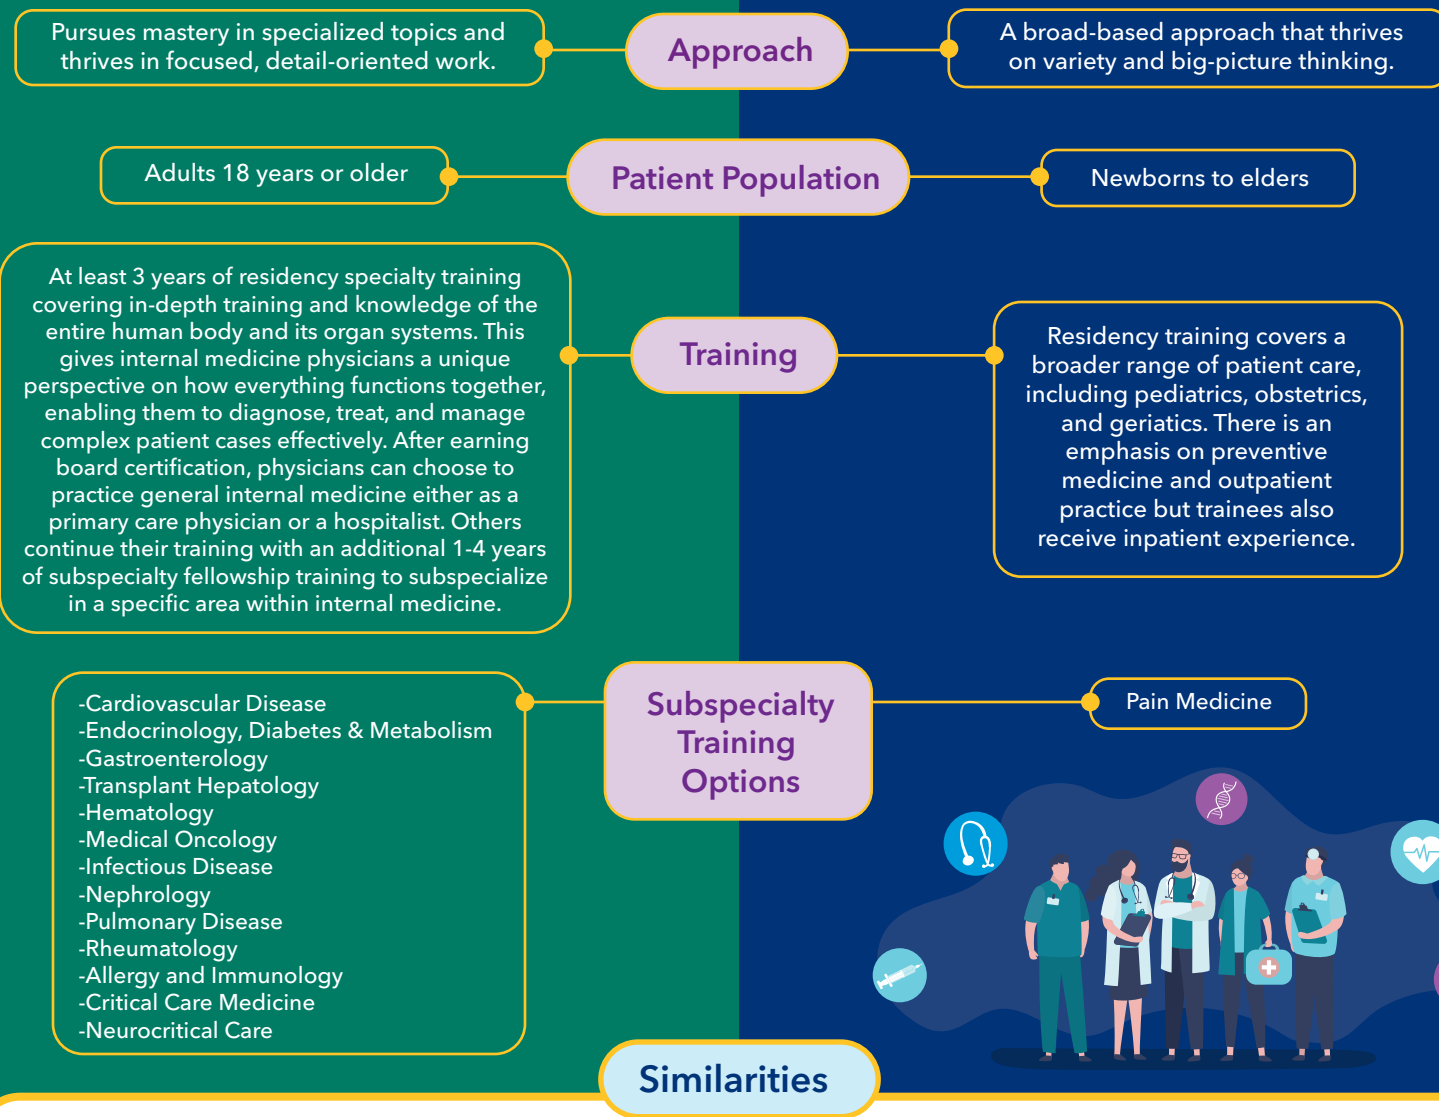 Pursues mastery in specialized topics and
thrives in focused, detail-oriented work.
Approach
A broad-based approach that thrives
on variety and big-picture thinking.
Adults 18 years or older
Patient Population
Newborns to elders
At least 3 years of residency specialty training
covering in-depth training and knowledge of the
entire human body and its organ systems. This
gives internal medicine physicians a unique
perspective on how everything functions together,
enabling them to diagnose, treat, and manage
complex patient cases effectively. After earning
board certification, physicians can choose to
practice general internal medicine either as a
primary care physician or a hospitalist. Others
continue their training with an additional 1-4 years
of subspecialty fellowship training to subspecialize
in a specific area within internal medicine.
Training
Residency training covers a
broader range of patient care,
including pediatrics, obstetrics,
and geriatics. There is an
emphasis on preventive
medicine and outpatient
practice but trainees also
receive inpatient experience.
-Cardiovascular Disease
-Endocrinology, Diabetes & Metabolism
-Gastroenterology
-Transplant Hepatology
-Hematology
-Medical Oncology
-Infectious Disease
-Nephrology
-Pulmonary Disease
-Rheumatology
-Allergy and Immunology
-Critical Care Medicine
-Neurocritical Care
Subspecialty
Training
Options
Pain Medicine
Similarities